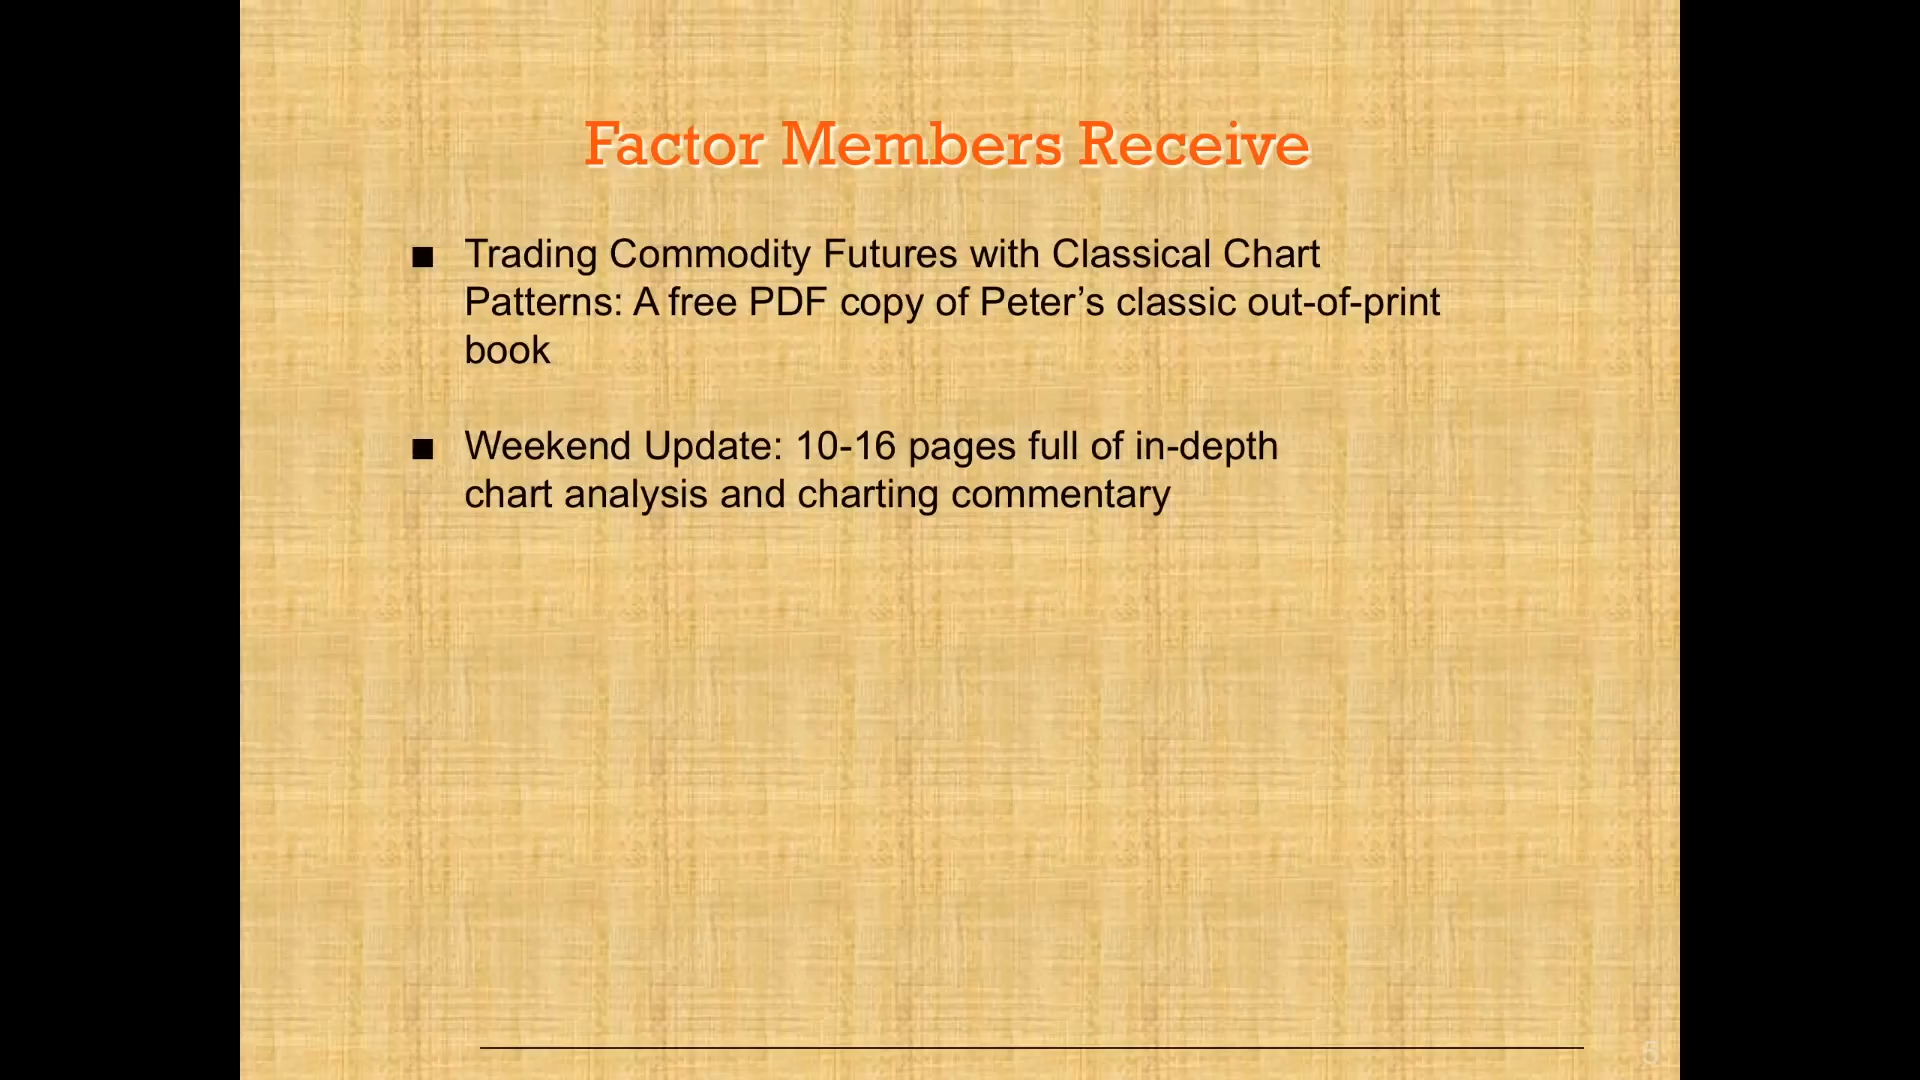 Factor Members Receive
■ Trading Commodity Futures with Classical Chart
Patterns: A free PDF copy of Peter’s classic out-of-print
book
■ Weekend Update: 10-16 pages full of in-depth
chart analysis and charting commentary